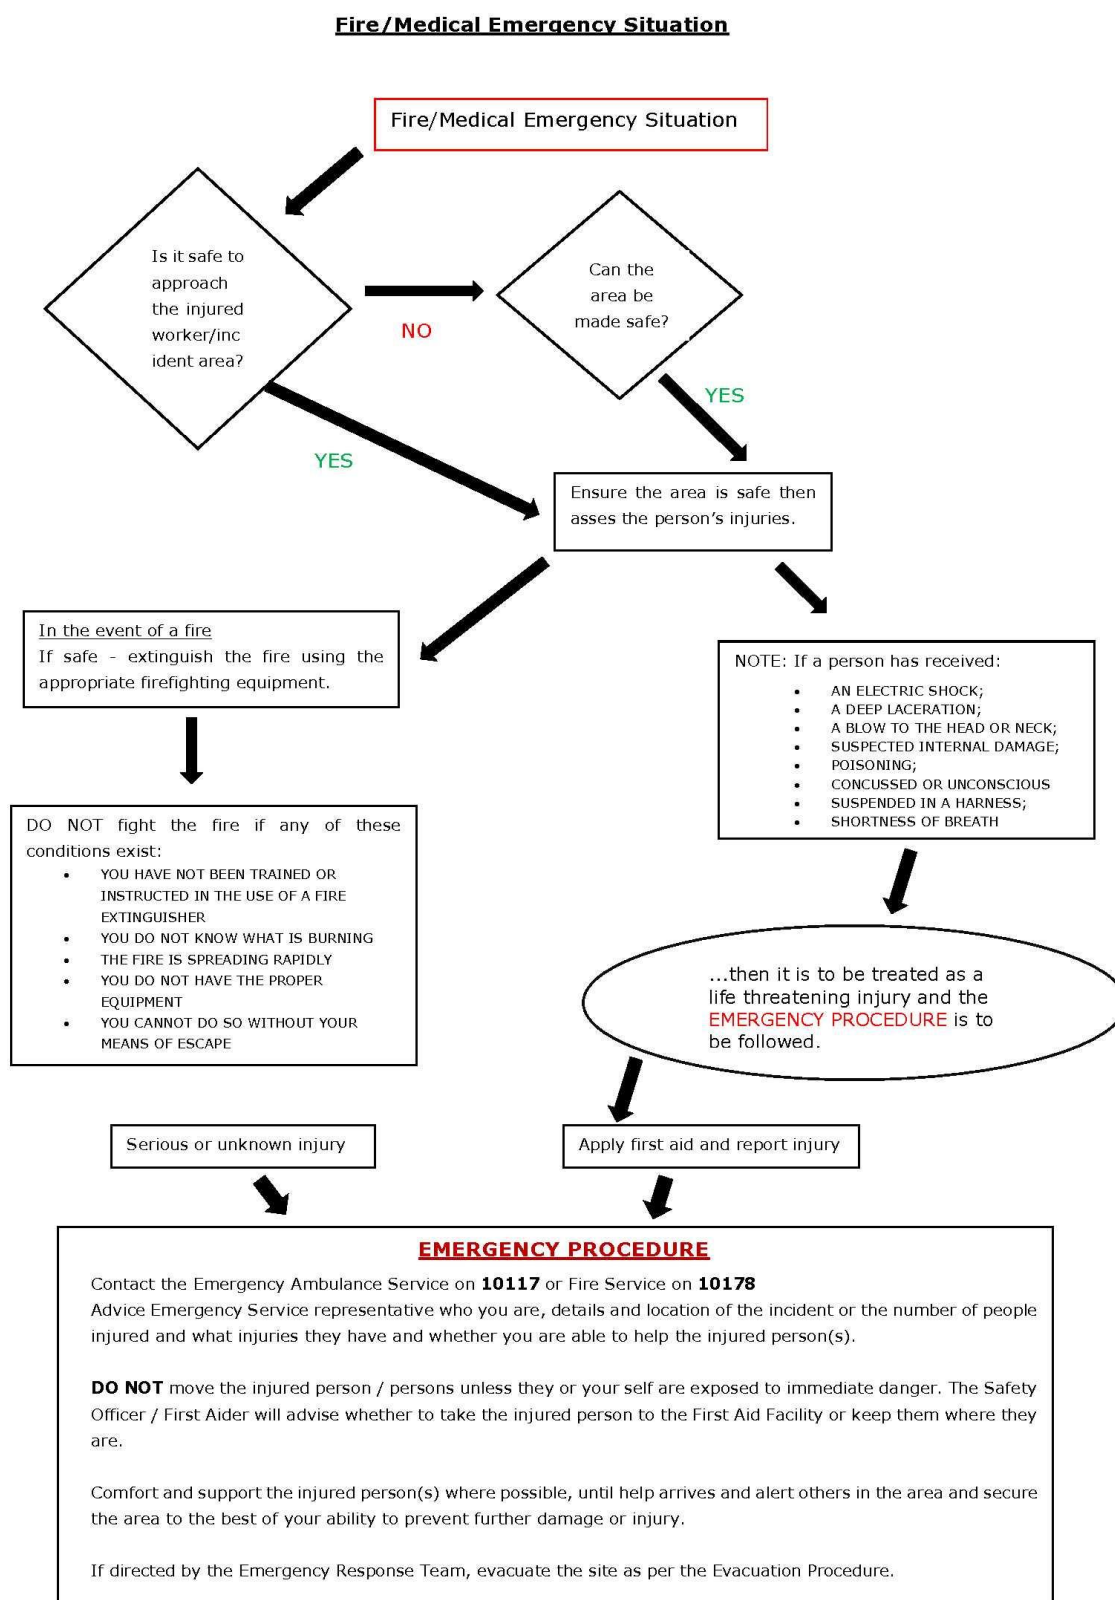 Fire/Medical Emergency Situation
Fire/Medical Emergency Situation
Is it safe to
approach
the injured
worker/inc
ident area?
NO
Can the
area be
made safe?
YES
YES
Ensure the area is safe then
asses the person's injuries.
In the event of a fire
If safe - extinguish the fire using the
appropriate firefighting equipment.
NOTE: If a person has received:
• AN ELECTRIC SHOCK;
• A DEEP LACERATION;
• A BLOW TO THE HEAD OR NECK;
• SUSPECTED INTERNAL DAMAGE;
• POISONING;
• CONCUSSED OR UNCONSCIOUS
• SUSPENDED IN A HARNESS;
• SHORTNESS OF BREATH
DO NOT fight the fire if any of these
conditions exist:
• YOU HAVE NOT BEEN TRAINED OR
INSTRUCTED IN THE USE OF A FIRE
EXTINGUISHER
• YOU DO NOT KNOW WHAT IS BURNING
• THE FIRE IS SPREADING RAPIDLY
• YOU DO NOT HAVE THE PROPER
EQUIPMENT
• YOU CANNOT DO SO WITHOUT YOUR
MEANS OF ESCAPE
...then it is to be treated as a
life threatening injury and the
EMERGENCY PROCEDURE is to
be followed.
Serious or unknown injury
Apply first aid and report injury
EMERGENCY PROCEDURE
Contact the Emergency Ambulance Service on 10117 or Fire Service on 10178
Advice Emergency Service representative who you are, details and location of the incident or the number of people
injured and what injuries they have and whether you are able to help the injured person(s).
DO NOT move the injured person / persons unless they or your self are exposed to immediate danger. The Safety
Officer / First Aider will advise whether to take the injured person to the First Aid Facility or keep them where they
are.
Comfort and support the injured person(s) where possible, until help arrives and alert others in the area and secure
the area to the best of your ability to prevent further damage or injury.
If directed by the Emergency Response Team, evacuate the site as per the Evacuation Procedure.